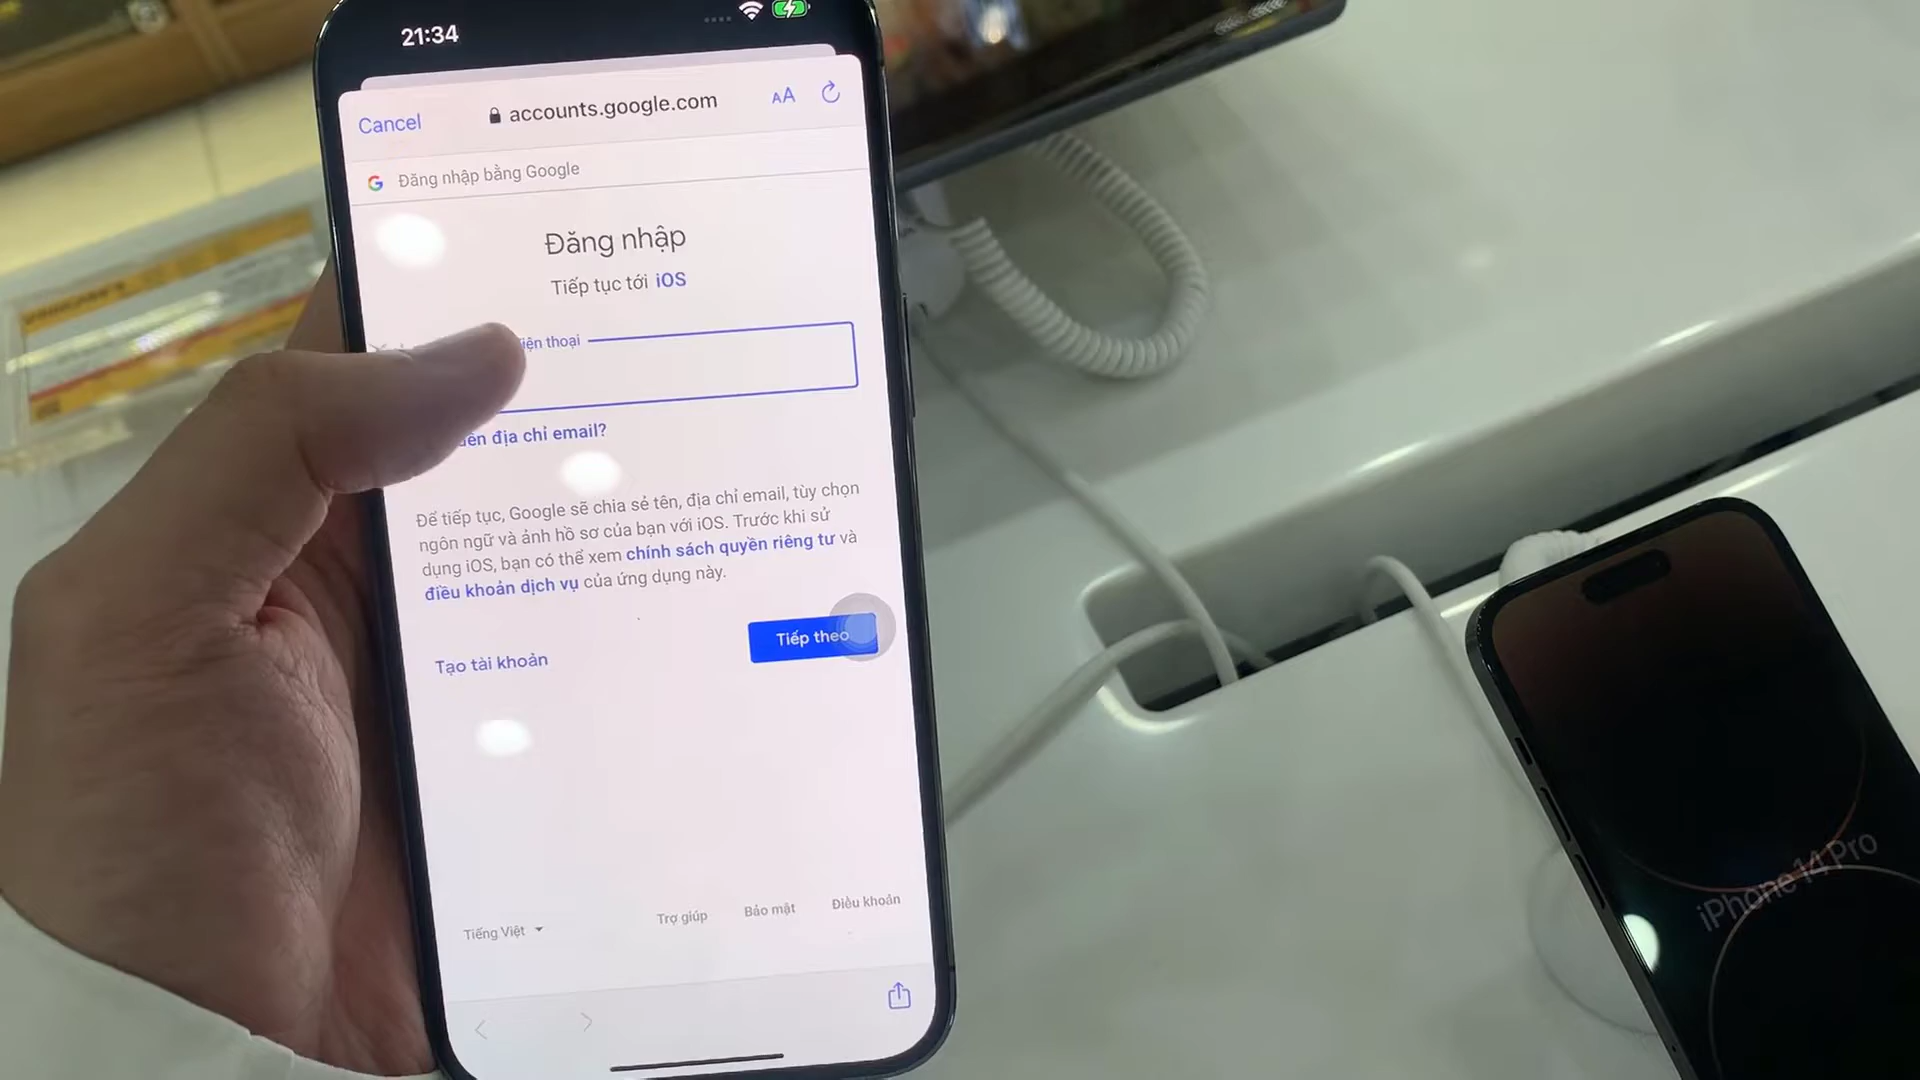 21:34
Cancel
accounts.google.com
AA
Đăng nhập bằng Google
Đăng nhập
Tiếp tục tới iOS
thoại
địa chỉ email?
Để tiếp tục, Google sẽ chia sẻ tên, địa chỉ email, tùy chọn
ngôn ngữ và ảnh hồ sơ của bạn với iOS. Trước khi sử
dụng iOS, bạn có thể xem chính sách quyền riêng tư và
điều khoản dịch vụ của ứng dụng này.
Tiếp theo
Tạo tài khoản
Tiếng Việt
Trợ giúp
Bảo mật
Điều khoản
iPhone 14 Pro